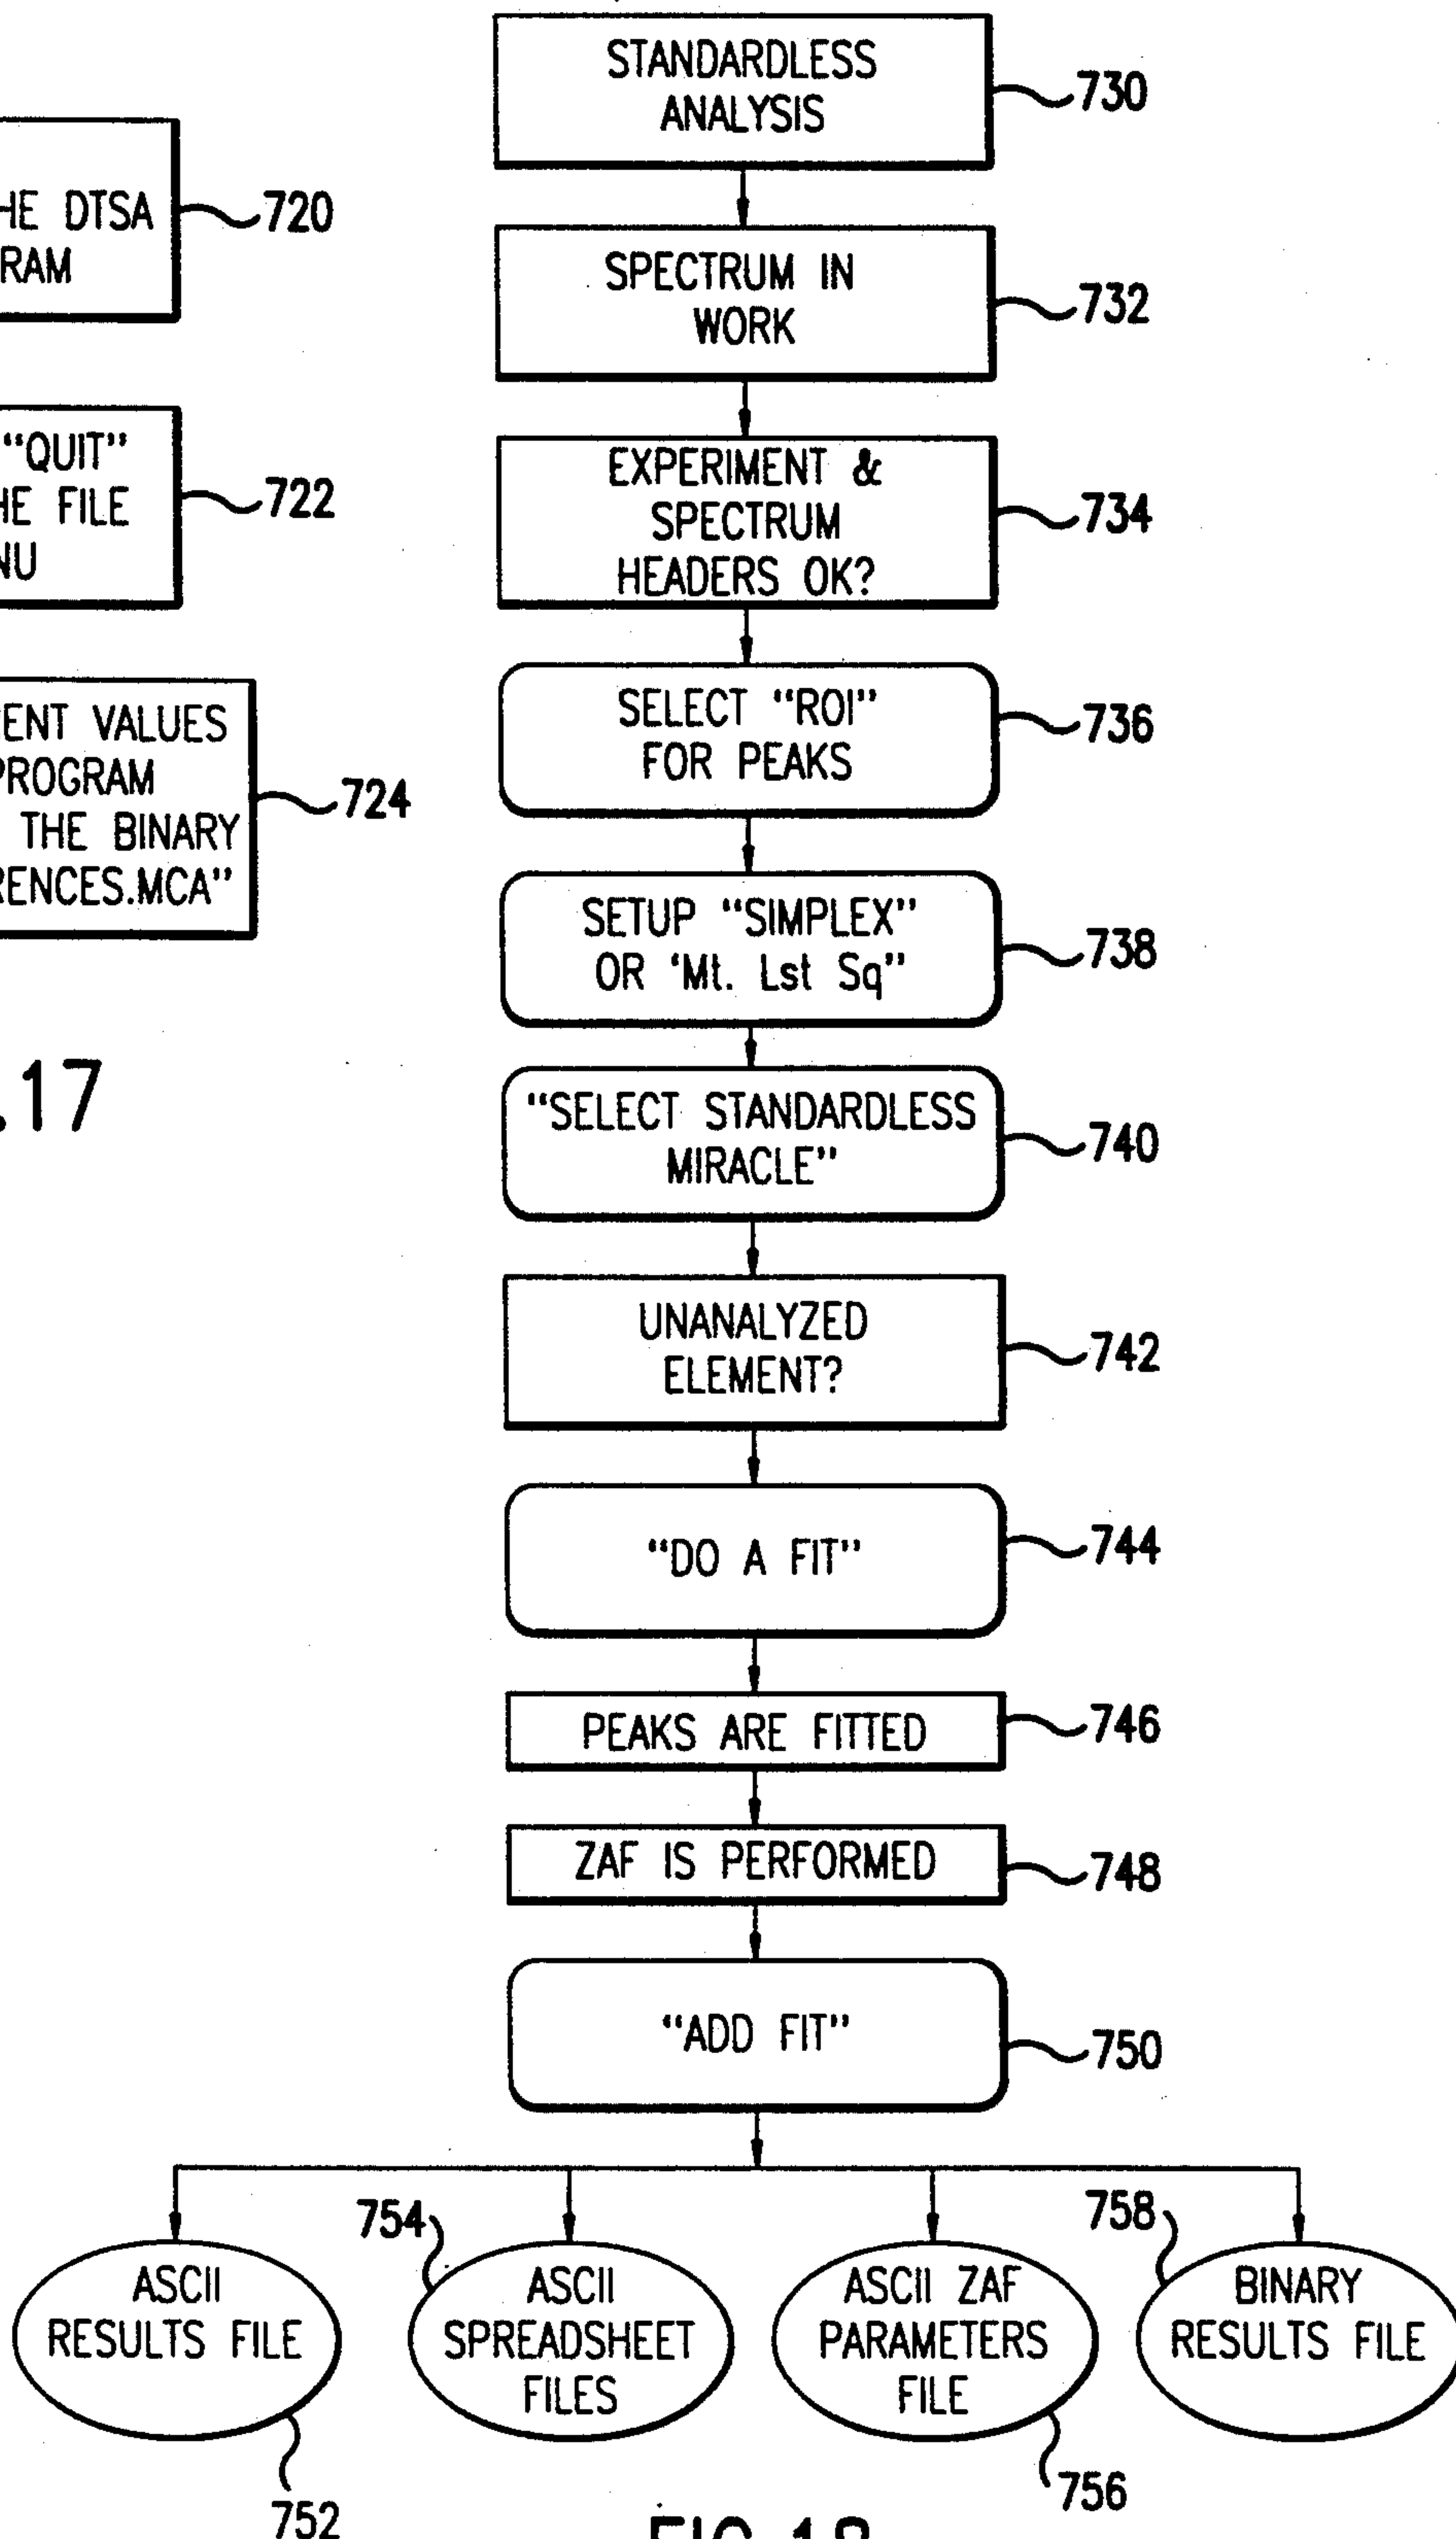 HE DTSA
RAM
720
"QUIT"
HE FILE
NU
722
ENT VALUES
PROGRAM
THE BINARY
RENCES.MCA"
724
.17
STANDARDLESS
ANALYSIS
730
SPECTRUM IN
WORK
732
EXPERIMENT &
SPECTRUM
HEADERS OK?
734
SELECT "ROI"
FOR PEAKS
736
SETUP "SIMPLEX"
OR 'Mt. Lst Sq"
738
"SELECT STANDARDLESS
MIRACLE"
740
UNANALYZED
ELEMENT?
742
"DO A FIT"
744
PEAKS ARE FITTED
746
ZAF IS PERFORMED
748
"ADD FIT"
750
ASCII
RESULTS FILE
752
754
ASCII
SPREADSHEET
FILES
ASCII ZAF
PARAMETERS
FILE
756
758
BINARY
RESULTS FILE
FIG.18